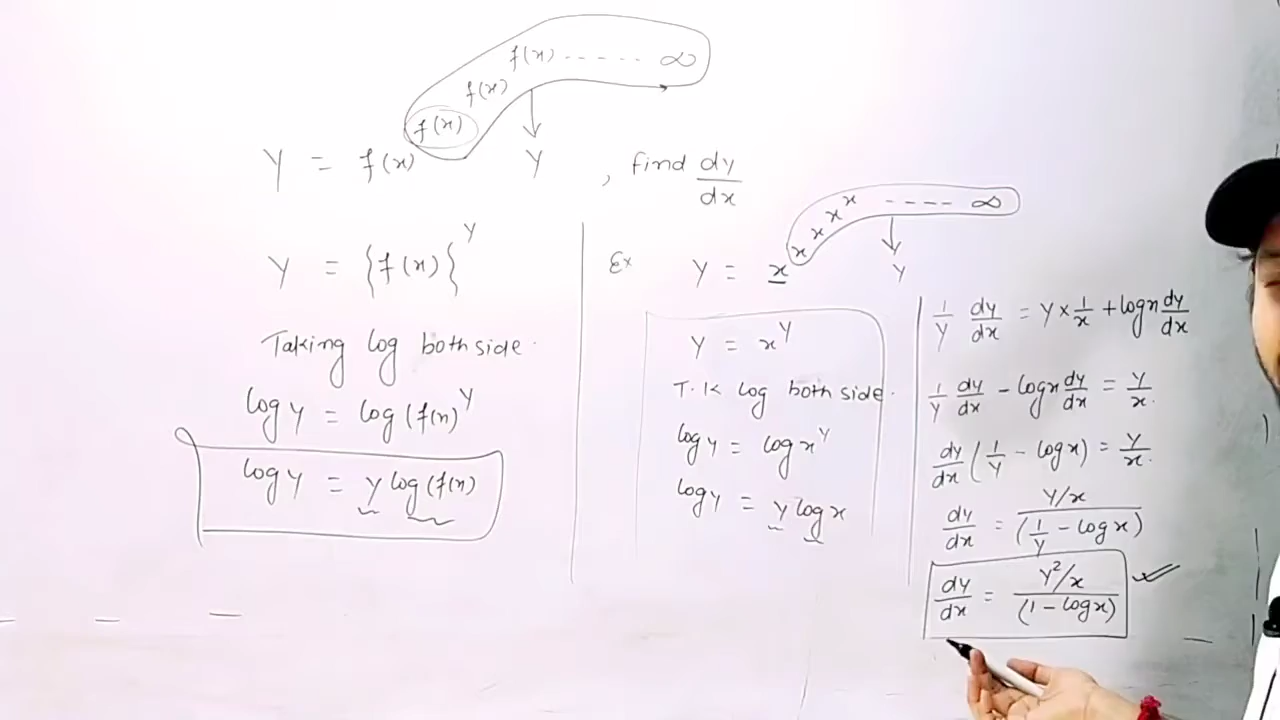 Y = f(x)^f(x)^f(x)^f(x) ------ ∞ , find dy/dx
Y
Y = {f(x)}^Y
Taking log both side.
log y = log (f(x)^Y
log y = y log (f(x)
Ex Y = x^x^x^x^x ---- ∞
Y
Y = x^Y
T.K log both side.
log y = log x^Y
log y = y log x
1/Y dy/dx = Y × 1/x + log x dy/dx
1/Y dy/dx - log x dy/dx = Y/x.
dy/dx (1/Y - log x) = Y/x.
dy/dx = Y/x / (1/Y - log x)
dy/dx = Y²/x / (1 - log x)